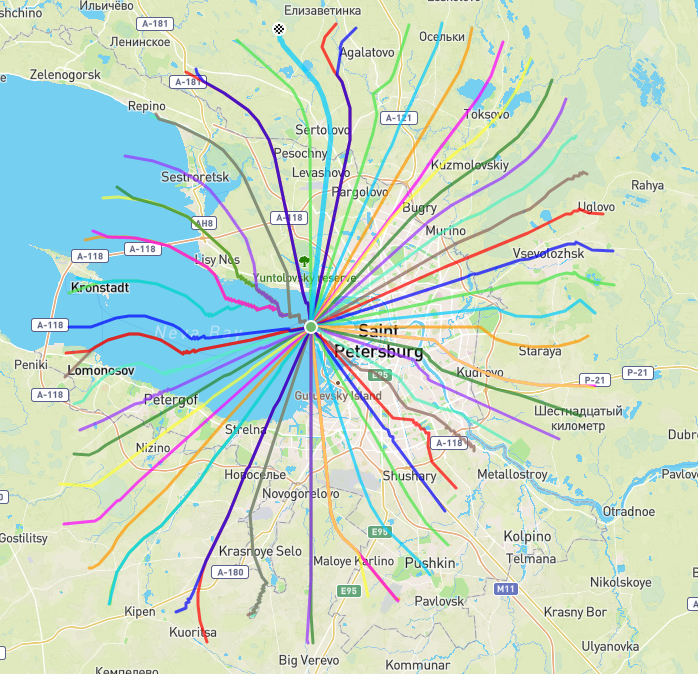 Ильичёво
Елизаветинка
shchino
A-181
Ленинское
Осельки
Agalatovo
Zelenogorsk
A-181
Repino
A-121
Toksovo
Sertolovo
Pesochny
Levashovo
Kuzmolovskiy
Sestroretsk
Pargolovo
Rahya
Bugry
Uglovo
AH8
A-118
Murino
A-118
A-118
Lisy Nos
Vsevolozhsk
Yuntolovsky reserve
Kronstadt
A-118
Neva Bay
Saint
Petersburg
Staraya
Peniki
Lomonosov
E95
Kudrovo
P-21
P-21
A-118
Petergof
Gutuevsky Island
Шестнадцатый
километр
Strelna
A-118
Dubro
Nizino
Новоселье
Shushary
Metallostroy
Pavlovo
Novogorelovo
Otradnoe
Gostilitsy
E95
Kolpino
Krasnoye Selo
Maloye Karlino
Pushkin
Telmana
A-180
E95
M11
Nikolskoye
Pavlovsk
Kipen
Krasny Bor
Kuoritsa
Ulyanovka
Big Verevo
Kommunar
Кемпелево